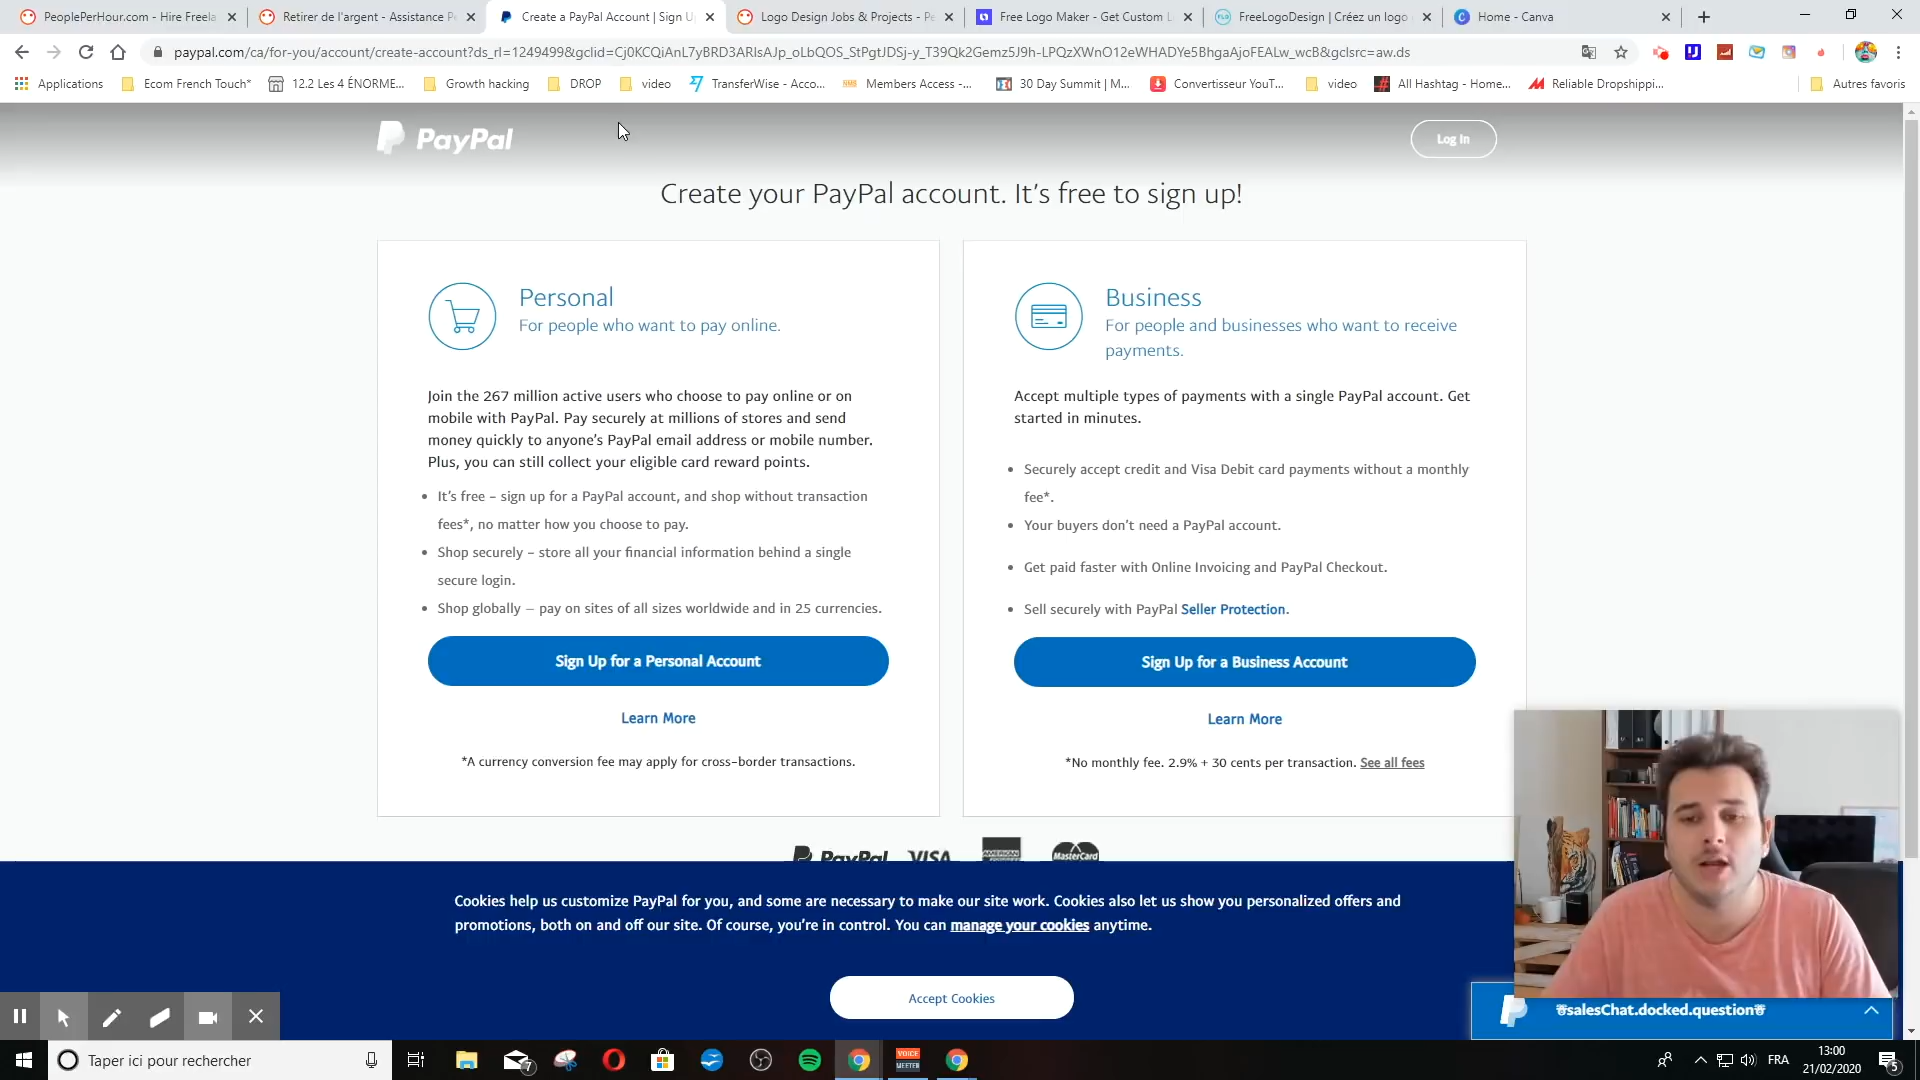 PeoplePerHour.com - Hire Freela
Retirer de l'argent - Assistance P
Create a PayPal Account | Sign U
Logo Design Jobs & Projects - Pe
Free Logo Maker - Get Custom L
FreeLogoDesign | Créez un logo
Home - Canva
paypal.com/ca/for-you/account/create-account?ds_rl=1249499&gclid=Cj0KCQiAnL7yBRD3ARIsAJp_oLbQOS_StPgtJDSj-y_T39Qk2Gemz5J9h-LPQzXWnO12eWHADYe5BhgaAjoFEALw_wcB&gclsrc=aw.ds
Applications
Ecom French Touch*
12.2 Les 4 ÉNORME...
Growth hacking
DROP
video
TransferWise - Acco...
Members Access -...
30 Day Summit | M...
Convertisseur YouT...
video
All Hashtag - Home...
Reliable Dropshippi...
Autres favoris
PayPal
Log In
Create your PayPal account. It's free to sign up!
Personal
For people who want to pay online.
Join the 267 million active users who choose to pay online or on
mobile with PayPal. Pay securely at millions of stores and send
money quickly to anyone's PayPal email address or mobile number.
Plus, you can still collect your eligible card reward points.
• It's free - sign up for a PayPal account, and shop without transaction
fees*, no matter how you choose to pay.
• Shop securely - store all your financial information behind a single
secure login.
• Shop globally – pay on sites of all sizes worldwide and in 25 currencies.
Sign Up for a Personal Account
Learn More
*A currency conversion fee may apply for cross-border transactions.
Business
For people and businesses who want to receive
payments.
Accept multiple types of payments with a single PayPal account. Get
started in minutes.
• Securely accept credit and Visa Debit card payments without a monthly
fee*.
• Your buyers don't need a PayPal account.
• Get paid faster with Online Invoicing and PayPal Checkout.
• Sell securely with PayPal Seller Protection.
Sign Up for a Business Account
Learn More
*No monthly fee. 2.9% + 30 cents per transaction. See all fees
PayPal
VISA
AMERICAN
MasterCard
Cookies help us customize PayPal for you, and some are necessary to make our site work. Cookies also let us show you personalized offers and
promotions, both on and off our site. Of course, you're in control. You can manage your cookies anytime.
Accept Cookies
salesChat.docked.question
Taper ici pour rechercher
7
VOICE
MEETER
FRA
13:00
21/02/2020
5